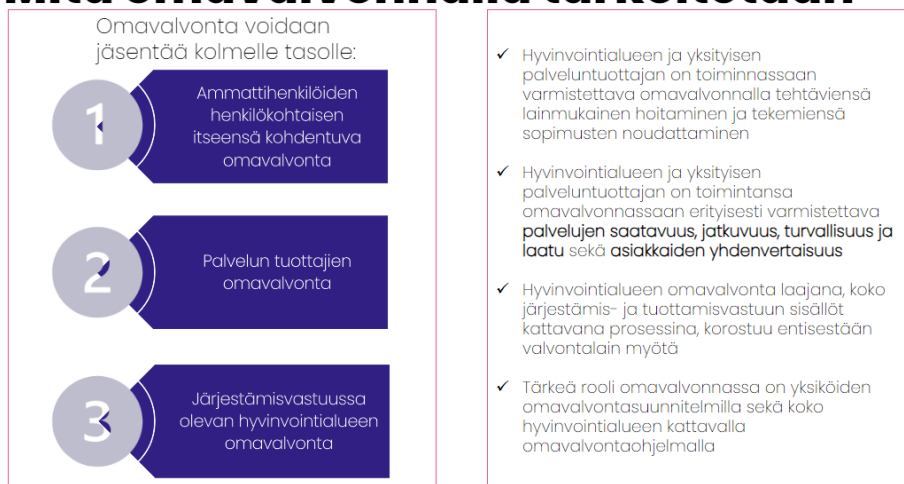 Mitä omavalvonnalla tarkoitetaan
Omavalvonta voidaan
jäsentää kolmelle tasolle:
1
Ammattihenkilöiden
henkilökohtaisen
itseensä kohdentuva
omavalvonta
2
Palvelun tuottajien
omavalvonta
3
Järjestämisvastuussa
olevan hyvinvointialueen
omavalvonta
✓ Hyvinvointialueen ja yksityisen
palveluntuottajan on toiminnassaan
varmistettava omavalvonnalla tehtäviensä
lainmukainen hoitaminen ja tekemiensä
sopimusten noudattaminen
✓ Hyvinvointialueen ja yksityisen
palveluntuottajan on toimintansa
omavalvonnassaan erityisesti varmistettava
palvelujen saatavuus, jatkuvuus, turvallisuus ja
laatu sekä asiakkaiden yhdenvertaisuus
✓ Hyvinvointialueen omavalvonta laajana, koko
järjestämis- ja tuottamisvastuun sisällöt
kattavana prosessina, korostuu entisestään
valvontalain myötä
✓ Tärkeä rooli omavalvonnassa on yksiköiden
omavalvontasuunnitelmilla sekä koko
hyvinvointialueen kattavalla
omavalvontaohjelmalla